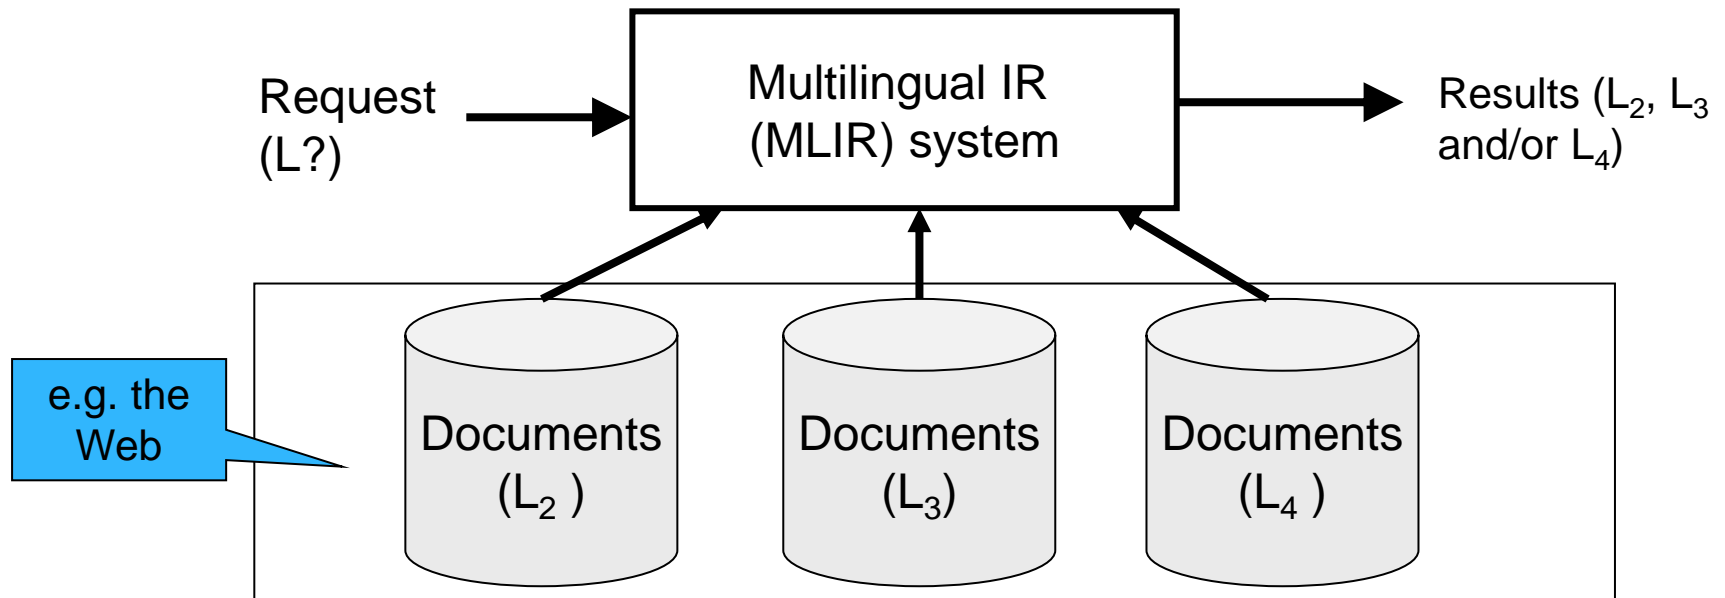 Request
(L?)
Multilingual IR
(MLIR) system
Results (L₂, L₃
and/or L₄)
e.g. the
Web
Documents
(L₂ )
Documents
(L₃)
Documents
(L₄ )